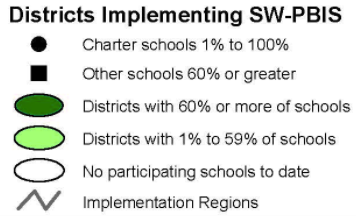 Districts Implementing SW-PBIS
Charter schools 1% to 100%
Other schools 60% or greater
Districts with 60% or more of schools
Districts with 1% to 59% of schools
No participating schools to date
Implementation Regions